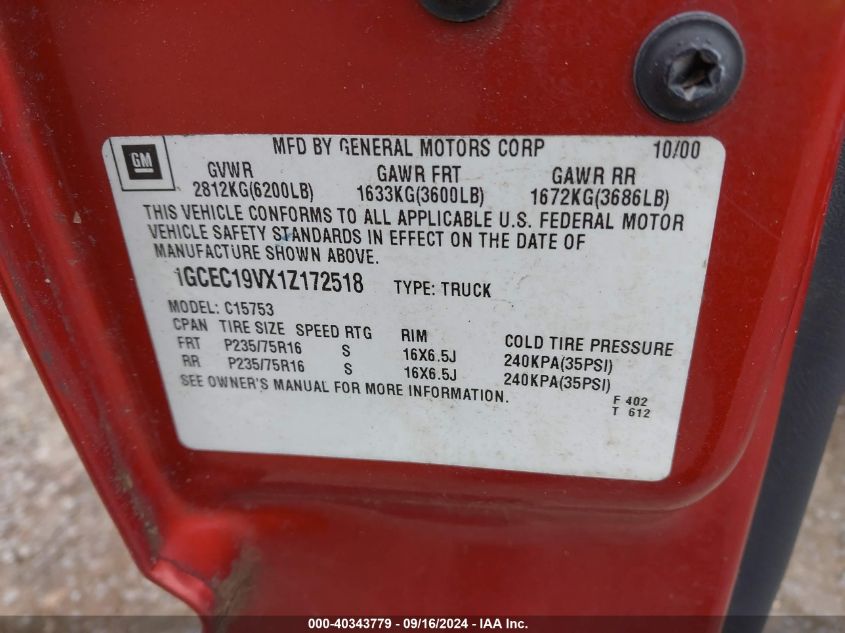 GM
MFD BY GENERAL MOTORS CORP 10/00
GVWR GAWR FRT GAWR RR
2812KG(6200LB) 1633KG(3600LB) 1672KG(3686LB)
THIS VEHICLE CONFORMS TO ALL APPLICABLE U.S. FEDERAL MOTOR
VEHICLE SAFETY STANDARDS IN EFFECT ON THE DATE OF
MANUFACTURE SHOWN ABOVE.
1GCEC19VX1Z172518 TYPE: TRUCK
MODEL: C15753
CPAN TIRE SIZE SPEED RTG RIM COLD TIRE PRESSURE
FRT P235/75R16 S 16X6.5J 240KPA(35PSI)
RR P235/75R16 S 16X6.5J 240KPA(35PSI)
SEE OWNER'S MANUAL FOR MORE INFORMATION.
F 402
T 612
000-40343779 - 09/16/2024 - IAA Inc.